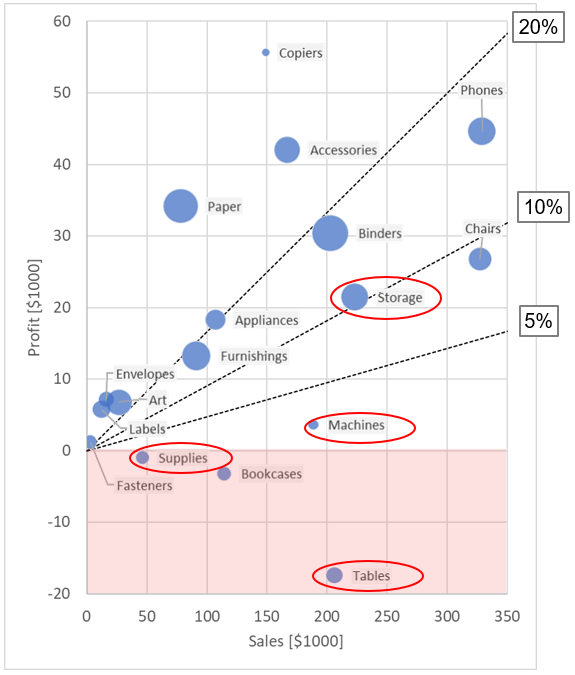 60
20%
Copiers
50
Phones
Accessories
40
Paper
10%
Chairs
Binders
30
Storage
20
5%
Appliances
Furnishings
10
Envelopes
Art
Labels
Machines
0
Supplies
Bookcases
Fasteners
-10
Tables
-20
0 50 100 150 200 250 300 350
Sales [$1000]
Profit [$1000]